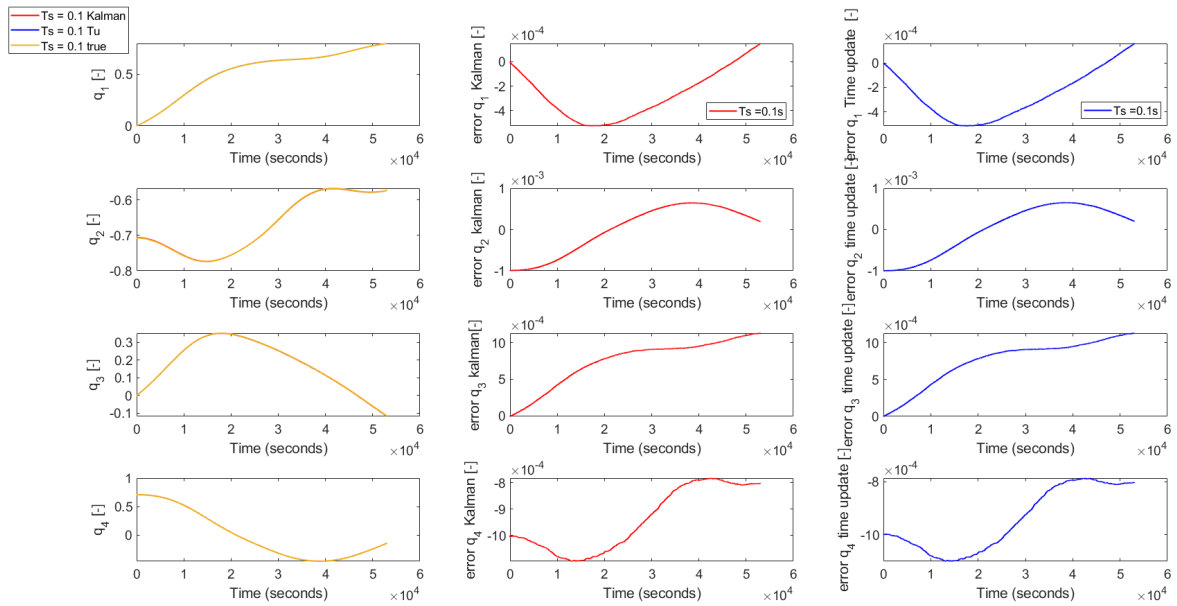 Ts = 0.1 Kalman
Ts = 0.1 Tu
Ts = 0.1 true
q1 [-]
0.5
0
0 1 2 3 4 5 6
Time (seconds)
×10^4
×10^-4
error q1 Kalman [-]
0
-2
-4
Ts =0.1s
0 1 2 3 4 5 6
Time (seconds)
×10^4
×10^-4
error q1 Time update [-]
0
-2
-4
Ts =0.1s
0 1 2 3 4 5 6
Time (seconds)
×10^4
q2 [-]
-0.6
-0.7
-0.8
0 1 2 3 4 5 6
Time (seconds)
×10^4
×10^-3
error q2 kalman [-]
1
0
-1
0 1 2 3 4 5 6
Time (seconds)
×10^4
×10^-3
error q2 time update [-]
1
0
-1
0 1 2 3 4 5 6
Time (seconds)
×10^4
q3 [-]
0.3
0.2
0.1
0
-0.1
0 1 2 3 4 5 6
Time (seconds)
×10^4
×10^-4
error q3 kalman[-]
10
5
0
0 1 2 3 4 5 6
Time (seconds)
×10^4
×10^-4
error q3 time update [-]
10
5
0
0 1 2 3 4 5 6
Time (seconds)
×10^4
q4 [-]
1
0.5
0
0 1 2 3 4 5 6
Time (seconds)
×10^4
×10^-4
error q4 Kalman [-]
-8
-9
-10
0 1 2 3 4 5 6
Time (seconds)
×10^4
×10^-4
error q4 time update [-]
-8
-10
0 1 2 3 4 5 6
Time (seconds)
×10^4